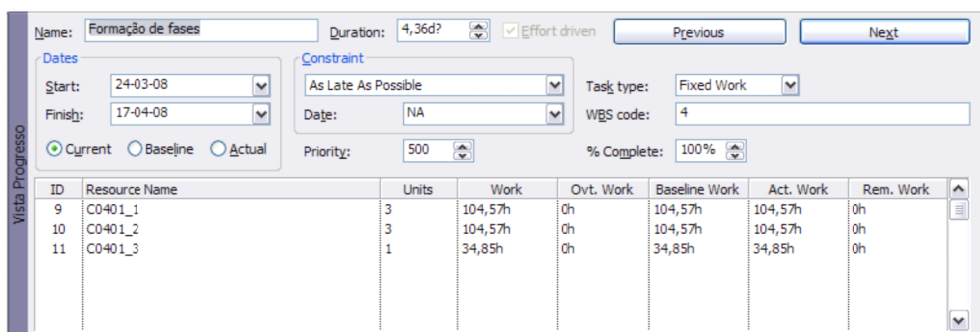 Name: Formação de fases Duration: 4,36d? Effort driven Previous Next
Dates Constraint
Start: 24-03-08 As Late As Possible Task type: Fixed Work
Finish: 17-04-08 Date: NA WBS code: 4
Current Baseline Actual Priority: 500 % Complete: 100%
Vista Progresso
ID Resource Name Units Work Ovt. Work Baseline Work Act. Work Rem. Work
9 C0401_1 3 104,57h 0h 104,57h 104,57h 0h
10 C0401_2 3 104,57h 0h 104,57h 104,57h 0h
11 C0401_3 1 34,85h 0h 34,85h 34,85h 0h